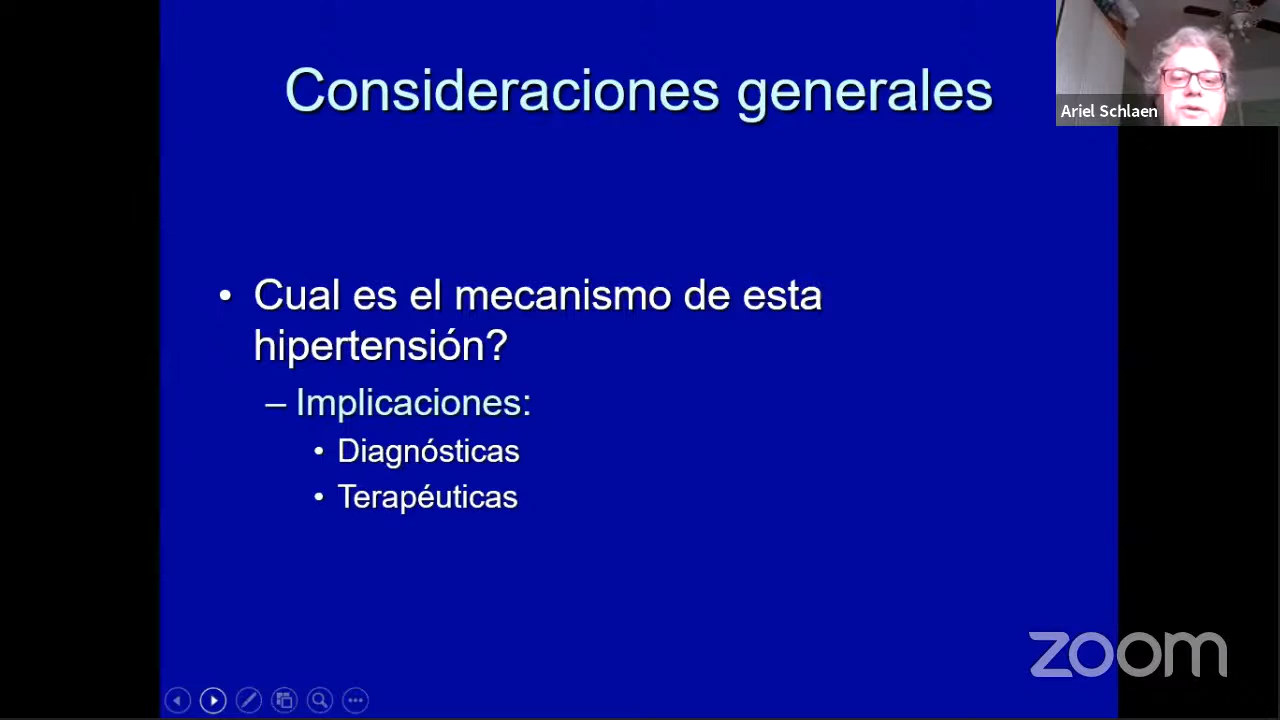 Consideraciones generales
Ariel Schlaen
• Cual es el mecanismo de esta
hipertensión?
– Implicaciones:
• Diagnósticas
• Terapéuticas
zoom